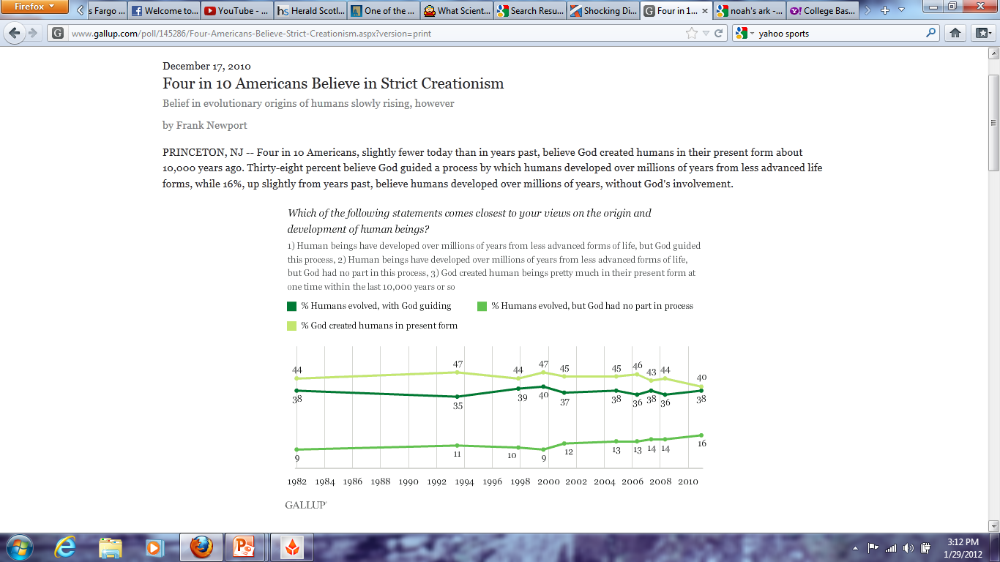 Firefox
s Fargo ...
Welcome to...
YouTube - ...
Herald Scotl...
One of the ...
What Scient...
Search Resu...
Shocking Di...
Four in 1...
noah's ark -...
College Bas...
www.gallup.com/poll/145286/Four-Americans-Believe-Strict-Creationism.aspx?version=print
yahoo sports
December 17, 2010
Four in 10 Americans Believe in Strict Creationism
Belief in evolutionary origins of humans slowly rising, however
by Frank Newport
PRINCETON, NJ -- Four in 10 Americans, slightly fewer today than in years past, believe God created humans in their present form about
10,000 years ago. Thirty-eight percent believe God guided a process by which humans developed over millions of years from less advanced life
forms, while 16%, up slightly from years past, believe humans developed over millions of years, without God's involvement.
Which of the following statements comes closest to your views on the origin and
development of human beings?
1) Human beings have developed over millions of years from less advanced forms of life, but God guided
this process, 2) Human beings have developed over millions of years from less advanced forms of life,
but God had no part in this process, 3) God created human beings pretty much in their present form at
one time within the last 10,000 years or so
% Humans evolved, with God guiding
% Humans evolved, but God had no part in process
% God created humans in present form
44 47 44 47 45 45 46 43 44 40
38 35 39 40 37 38 36 38 36 38
9 11 10 9 12 13 13 14 14 16
1982 1984 1986 1988 1990 1992 1994 1996 1998 2000 2002 2004 2006 2008 2010
GALLUP
3:12 PM
1/29/2012